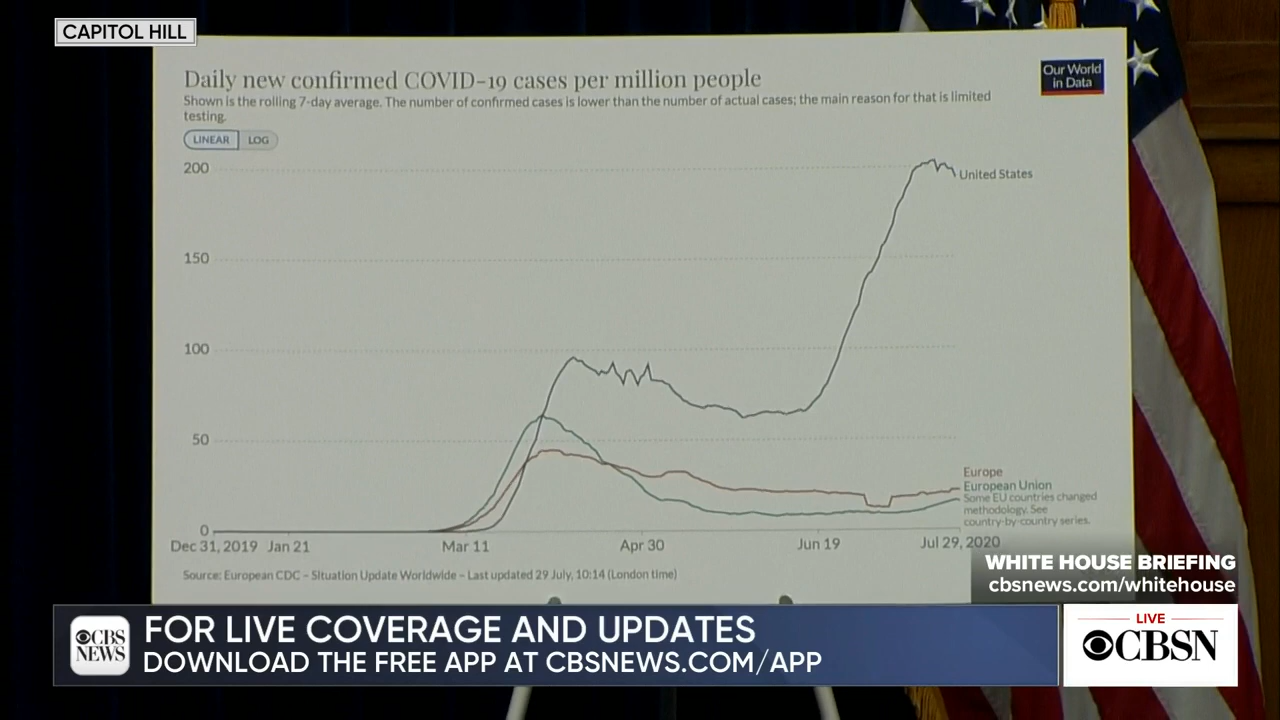 CAPITOL HILL
Daily new confirmed COVID-19 cases per million people
Shown is the rolling 7-day average. The number of confirmed cases is lower than the number of actual cases; the main reason for that is limited
testing.
Our World
in Data
LINEAR LOG
200
United States
150
100
50
Europe
European Union
Some EU countries changed
methodology. See
country-by-country series.
0
Dec 31, 2019 Jan 21 Mar 11 Apr 30 Jun 19 Jul 29, 2020
Source: European CDC – Situation Update Worldwide – Last updated 29 July, 10:14 (London time)
WHITE HOUSE BRIEFING
cbsnews.com/whitehouse
CBS
NEWS
FOR LIVE COVERAGE AND UPDATES
DOWNLOAD THE FREE APP AT CBSNEWS.COM/APP
LIVE
CBSN